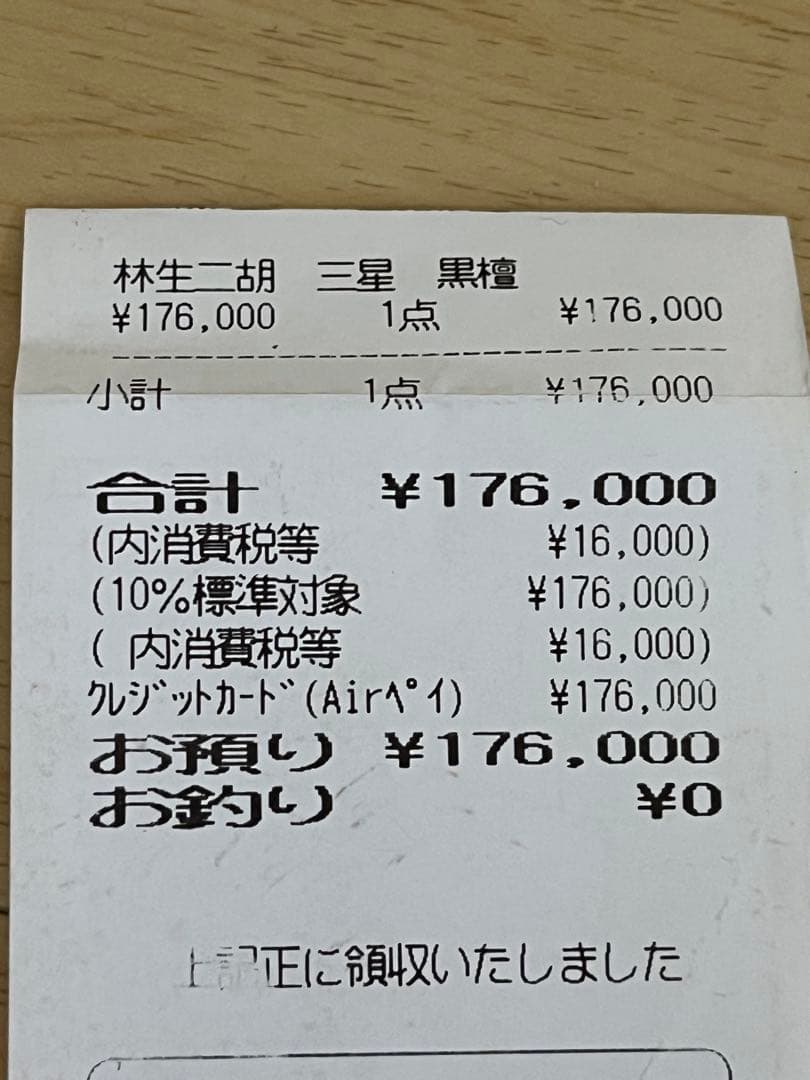 林生二胡 三星 黒檀
¥176,000 1点 ¥176,000
小計 1点 ¥176,000
合計 ¥176,000
(内消費税等 ¥16,000)
(10%標準対象 ¥176,000)
( 内消費税等 ¥16,000)
ｸﾚｼﾞｯﾄｶｰﾄﾞ(Airﾍﾟｲ) ¥176,000
お預り ¥176,000
お釣り ¥0
上記正に領収いたしました